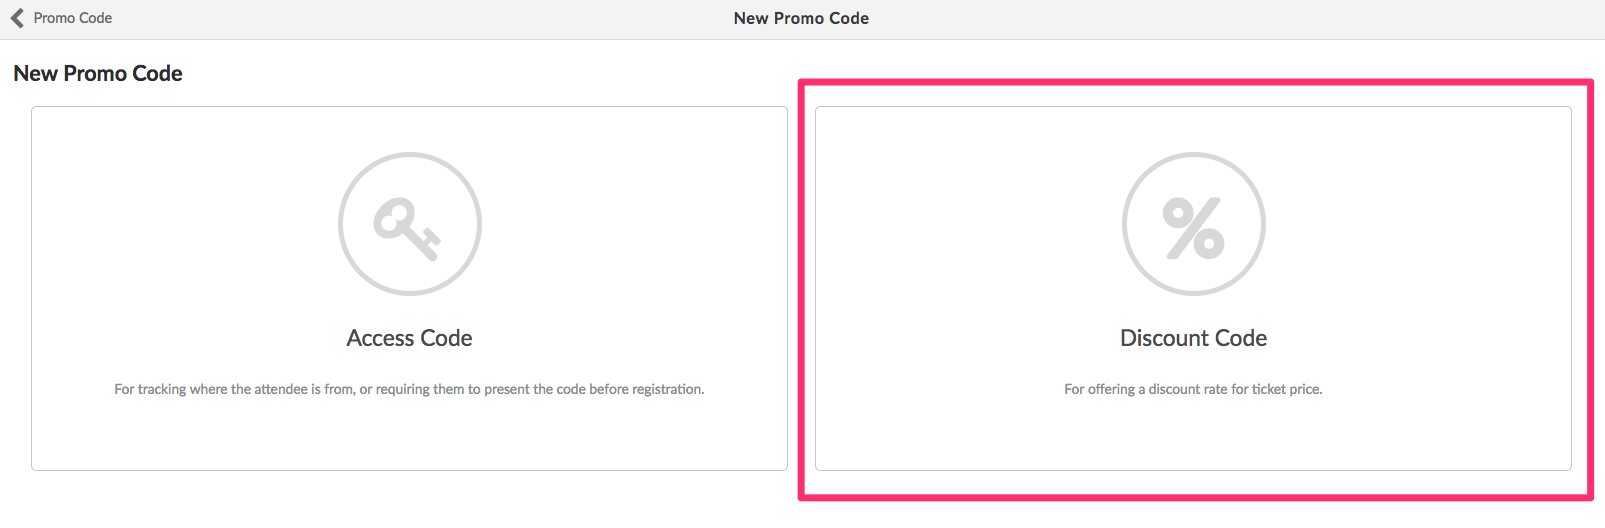 Promo Code
New Promo Code
New Promo Code
Access Code
For tracking where the attendee is from, or requiring them to present the code before registration.
%
Discount Code
For offering a discount rate for ticket price.